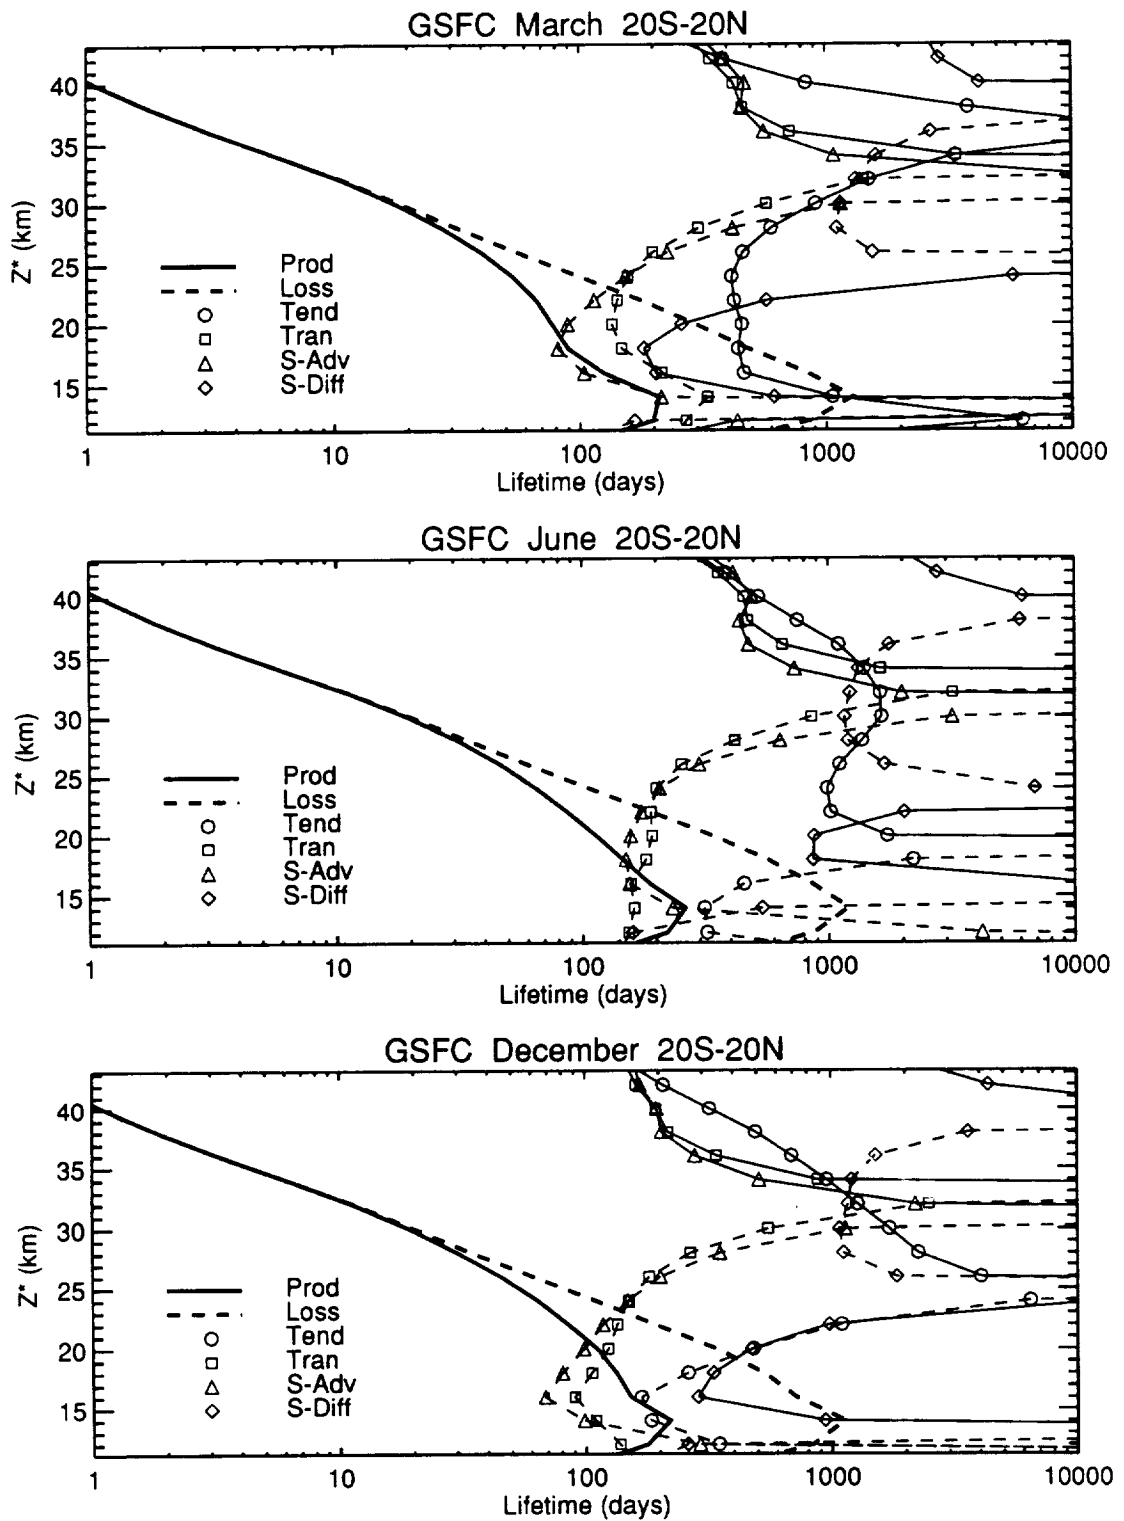 GSFC March 20S-20N
40
35
30
25
20
15
Z* (km)
Prod
Loss
Tend
Tran
S-Adv
S-Diff
1 10 100 1000 10000
Lifetime (days)
GSFC June 20S-20N
40
35
30
25
20
15
Z* (km)
Prod
Loss
Tend
Tran
S-Adv
S-Diff
1 10 100 1000 10000
Lifetime (days)
GSFC December 20S-20N
40
35
30
25
20
15
Z* (km)
Prod
Loss
Tend
Tran
S-Adv
S-Diff
1 10 100 1000 10000
Lifetime (days)